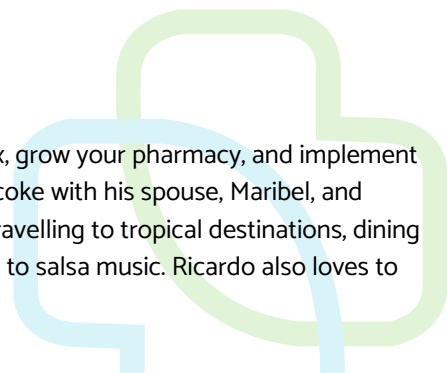 , grow your pharmacy, and implement
coke with his spouse, Maribel, and
ravelling to tropical destinations, dining
to salsa music. Ricardo also loves to